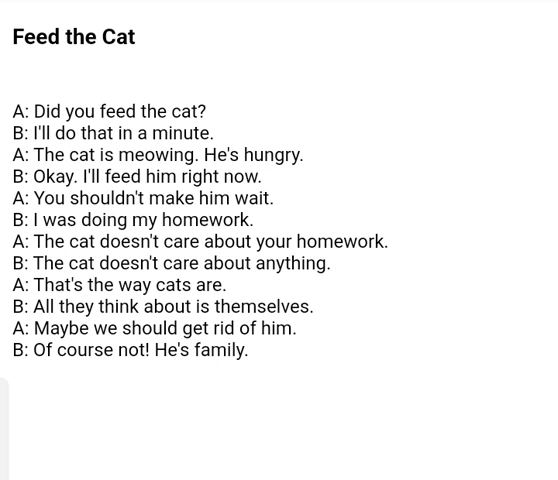 Feed the Cat
A: Did you feed the cat?
B: I'll do that in a minute.
A: The cat is meowing. He's hungry.
B: Okay. I'll feed him right now.
A: You shouldn't make him wait.
B: I was doing my homework.
A: The cat doesn't care about your homework.
B: The cat doesn't care about anything.
A: That's the way cats are.
B: All they think about is themselves.
A: Maybe we should get rid of him.
B: Of course not! He's family.